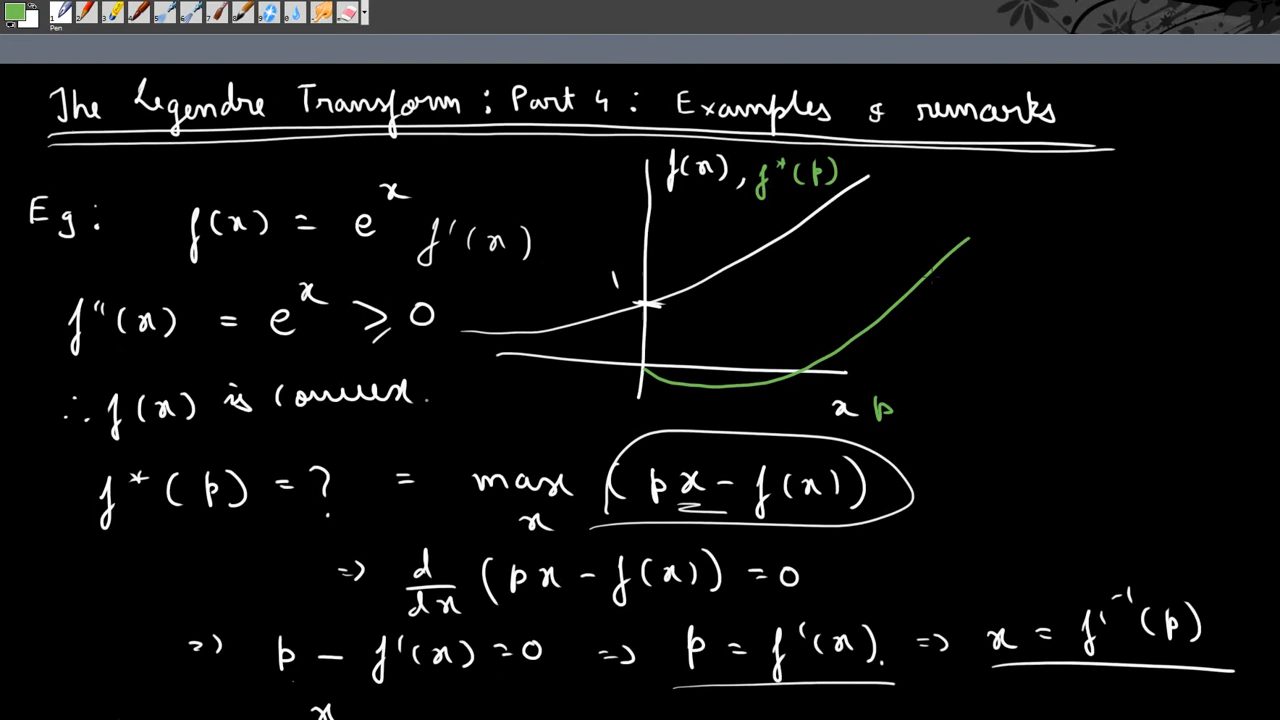 Pen
The Legendre Transform : Part 4 : Examples & remarks
f(x), f*(p)
Eg : f(x) = e^x f'(x)
1
f''(x) = e^x ⩾ 0
∴ f(x) is convex.
x p
f*(p) = ? = max_x (px - f(x))
=> d/dx (px - f(x)) = 0
=> p - f'(x) = 0 => p = f'(x). => x = f'^-1(p)
x